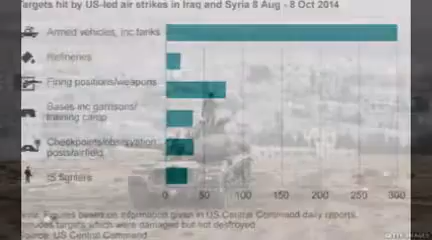 Targets hit by US-led air strikes in Iraq and Syria 8 Aug - 8 Oct 2014
Armed vehicles, inc tanks
Refineries
Firing positions/weapons
Bases inc garrisons/
training camp
Checkpoints/observation
posts/airfield
IS fighters
0 50 100 150 200 250 300
Note: Figures based on information given in US Central Command daily reports.
Includes targets which were damaged but not destroyed
Source: US Central Command
GETTY IMAGES